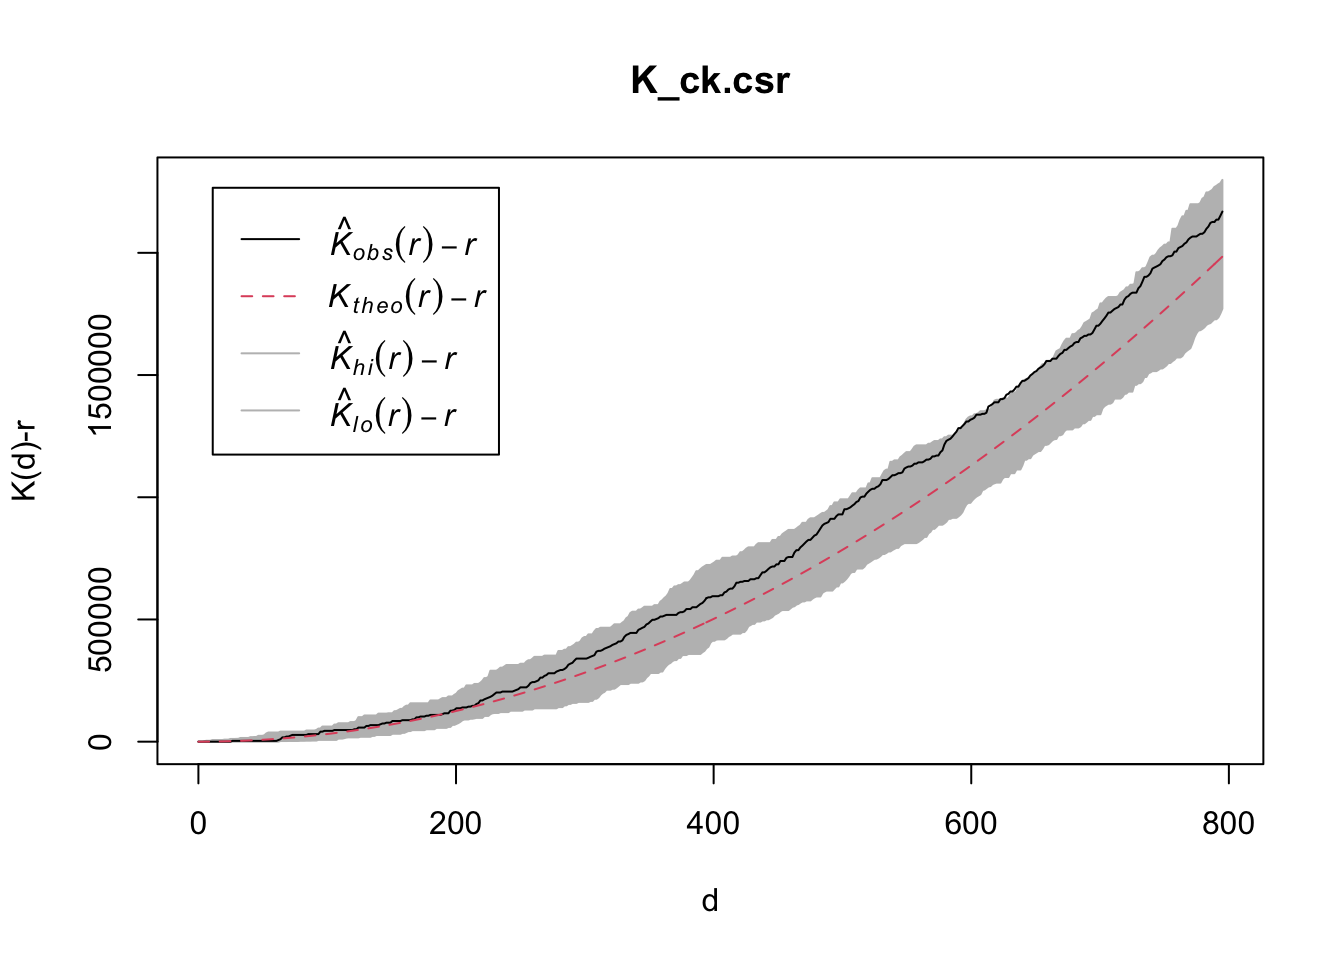 K_ck.csr
K̂obs(r) − r
Ktheo(r) − r
K̂hi(r) − r
K̂lo(r) − r
K(d)-r
0
500000
1500000
0 200 400 600 800
d